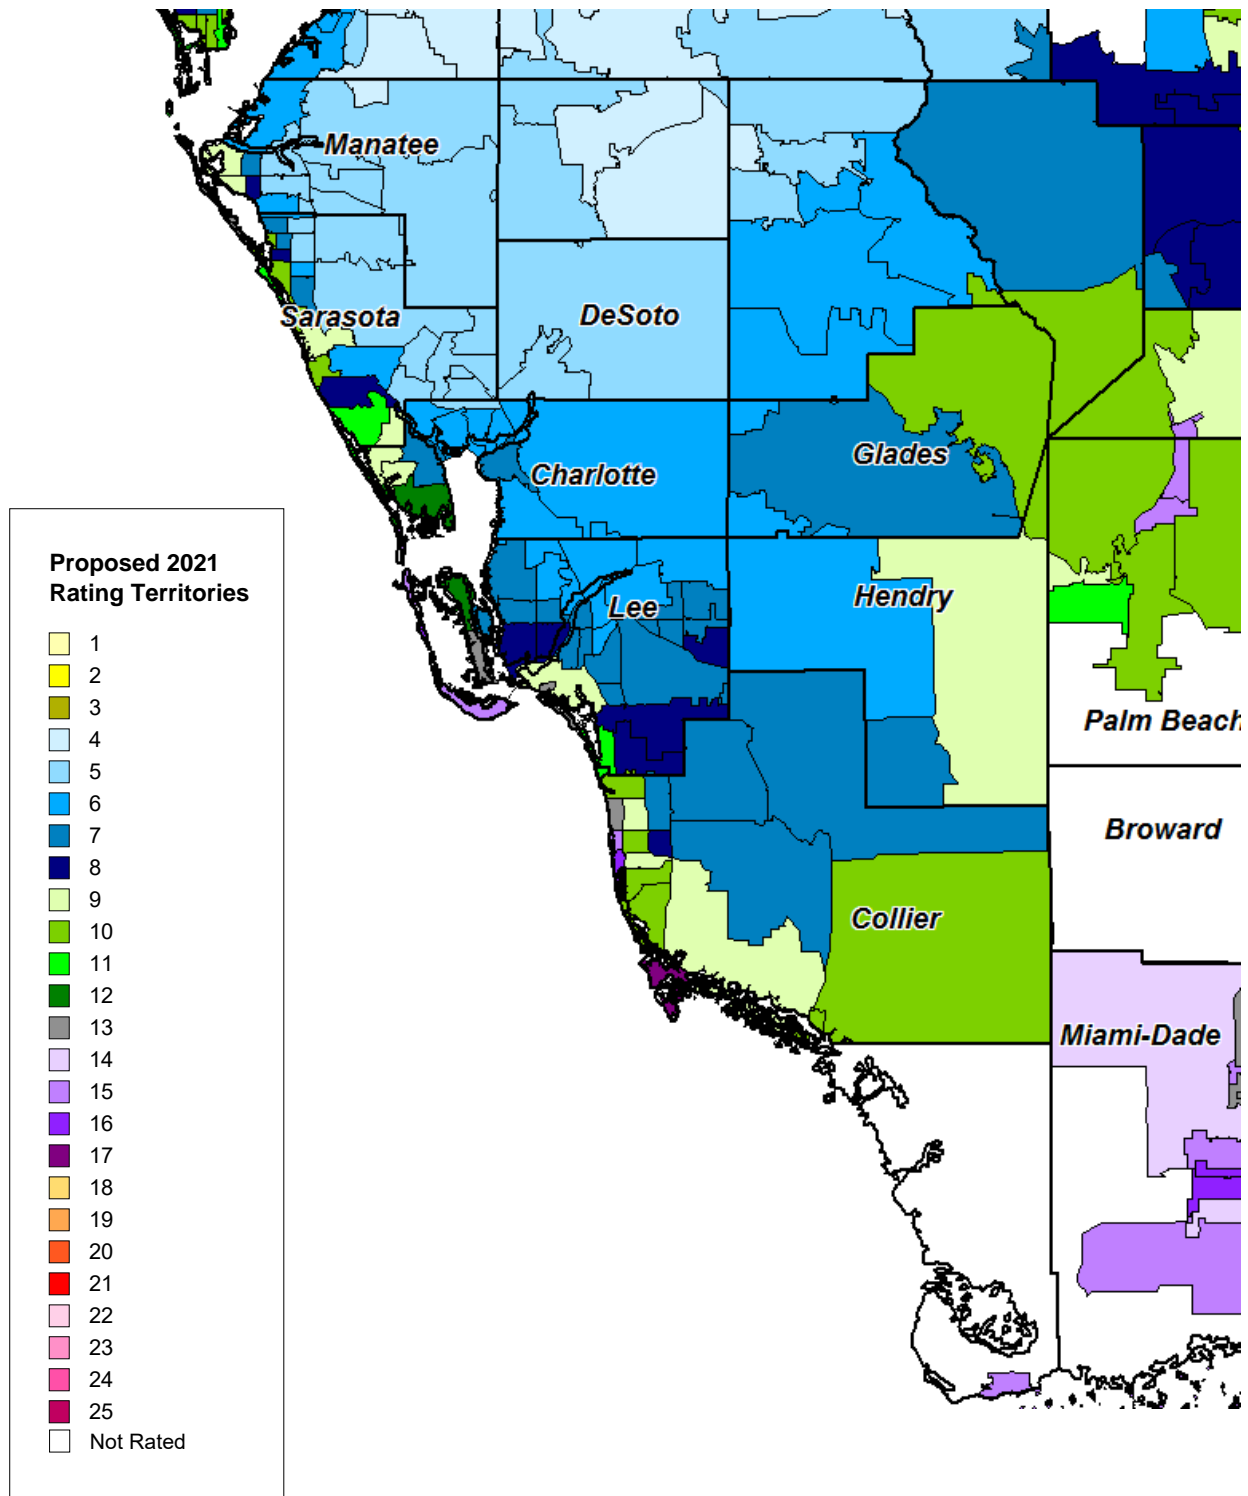 Manatee
Sarasota
DeSoto
Charlotte
Glades
Lee
Hendry
Palm Beach
Broward
Collier
Miami-Dade
Proposed 2021
Rating Territories
1
2
3
4
5
6
7
8
9
10
11
12
13
14
15
16
17
18
19
20
21
22
23
24
25
Not Rated